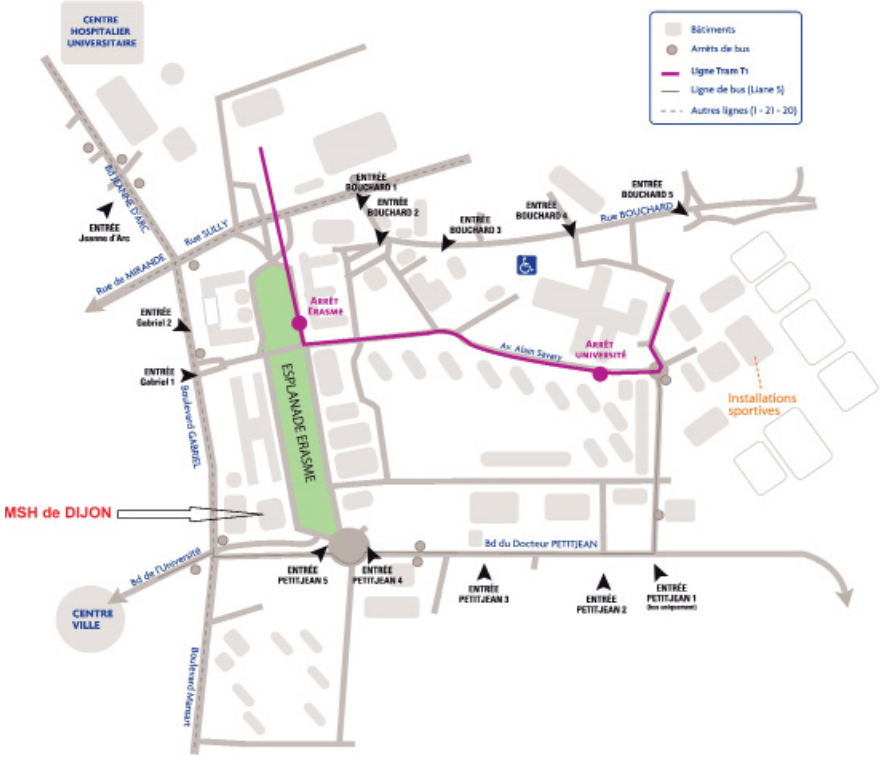 CENTRE
HOSPITALIER
UNIVERSITAIRE
Bâtiments
Arrêts de bus
Ligne Tram T1
Ligne de bus (Liane 5)
Autres lignes (1 - 21 - 20)
Bd JEANNE D'ARC
ENTRÉE
Jeanne d'Arc
Rue SULLY
Rue de MIRANDE
ENTRÉE
BOUCHARD 1
ENTRÉE
BOUCHARD 2
ENTRÉE
BOUCHARD 3
ENTRÉE
BOUCHARD 4
ENTRÉE
BOUCHARD 5
Rue BOUCHARD
ENTRÉE
Gabriel 2
ENTRÉE
Gabriel 1
Boulevard GABRIEL
ARRÊT
ERASME
Av. Alain Savary
ARRÊT
UNIVERSITÉ
ESPLANADE ERASME
Installations
sportives
MSH de DIJON
Bd de l'Université
CENTRE
VILLE
Boulevard Mansart
Bd du Docteur PETITJEAN
ENTRÉE
PETITJEAN 5
ENTRÉE
PETITJEAN 4
ENTRÉE
PETITJEAN 3
ENTRÉE
PETITJEAN 2
ENTRÉE
PETITJEAN 1
(bus uniquement)